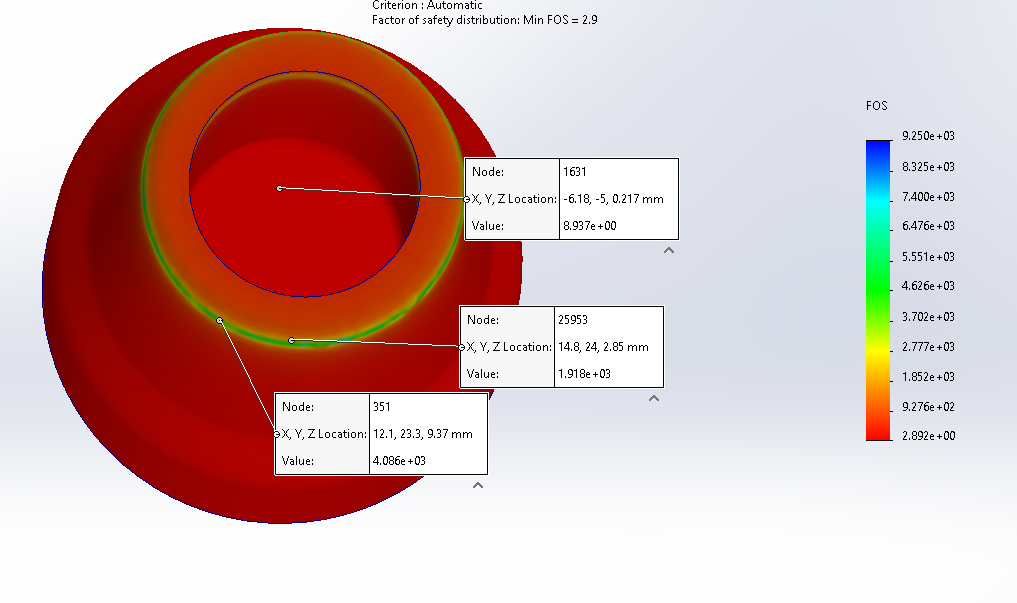 Criterion : Automatic
Factor of safety distribution: Min FOS = 2.9
FOS
9.250e+03
8.325e+03
7.400e+03
6.476e+03
5.551e+03
4.626e+03
3.702e+03
2.777e+03
1.852e+03
9.276e+02
2.892e+00
Node: 1631
X, Y, Z Location: -6.18, -5, 0.217 mm
Value: 8.937e+00
Node: 25953
X, Y, Z Location: 14.8, 24, 2.85 mm
Value: 1.918e+03
Node: 351
X, Y, Z Location: 12.1, 23.3, 9.37 mm
Value: 4.086e+03